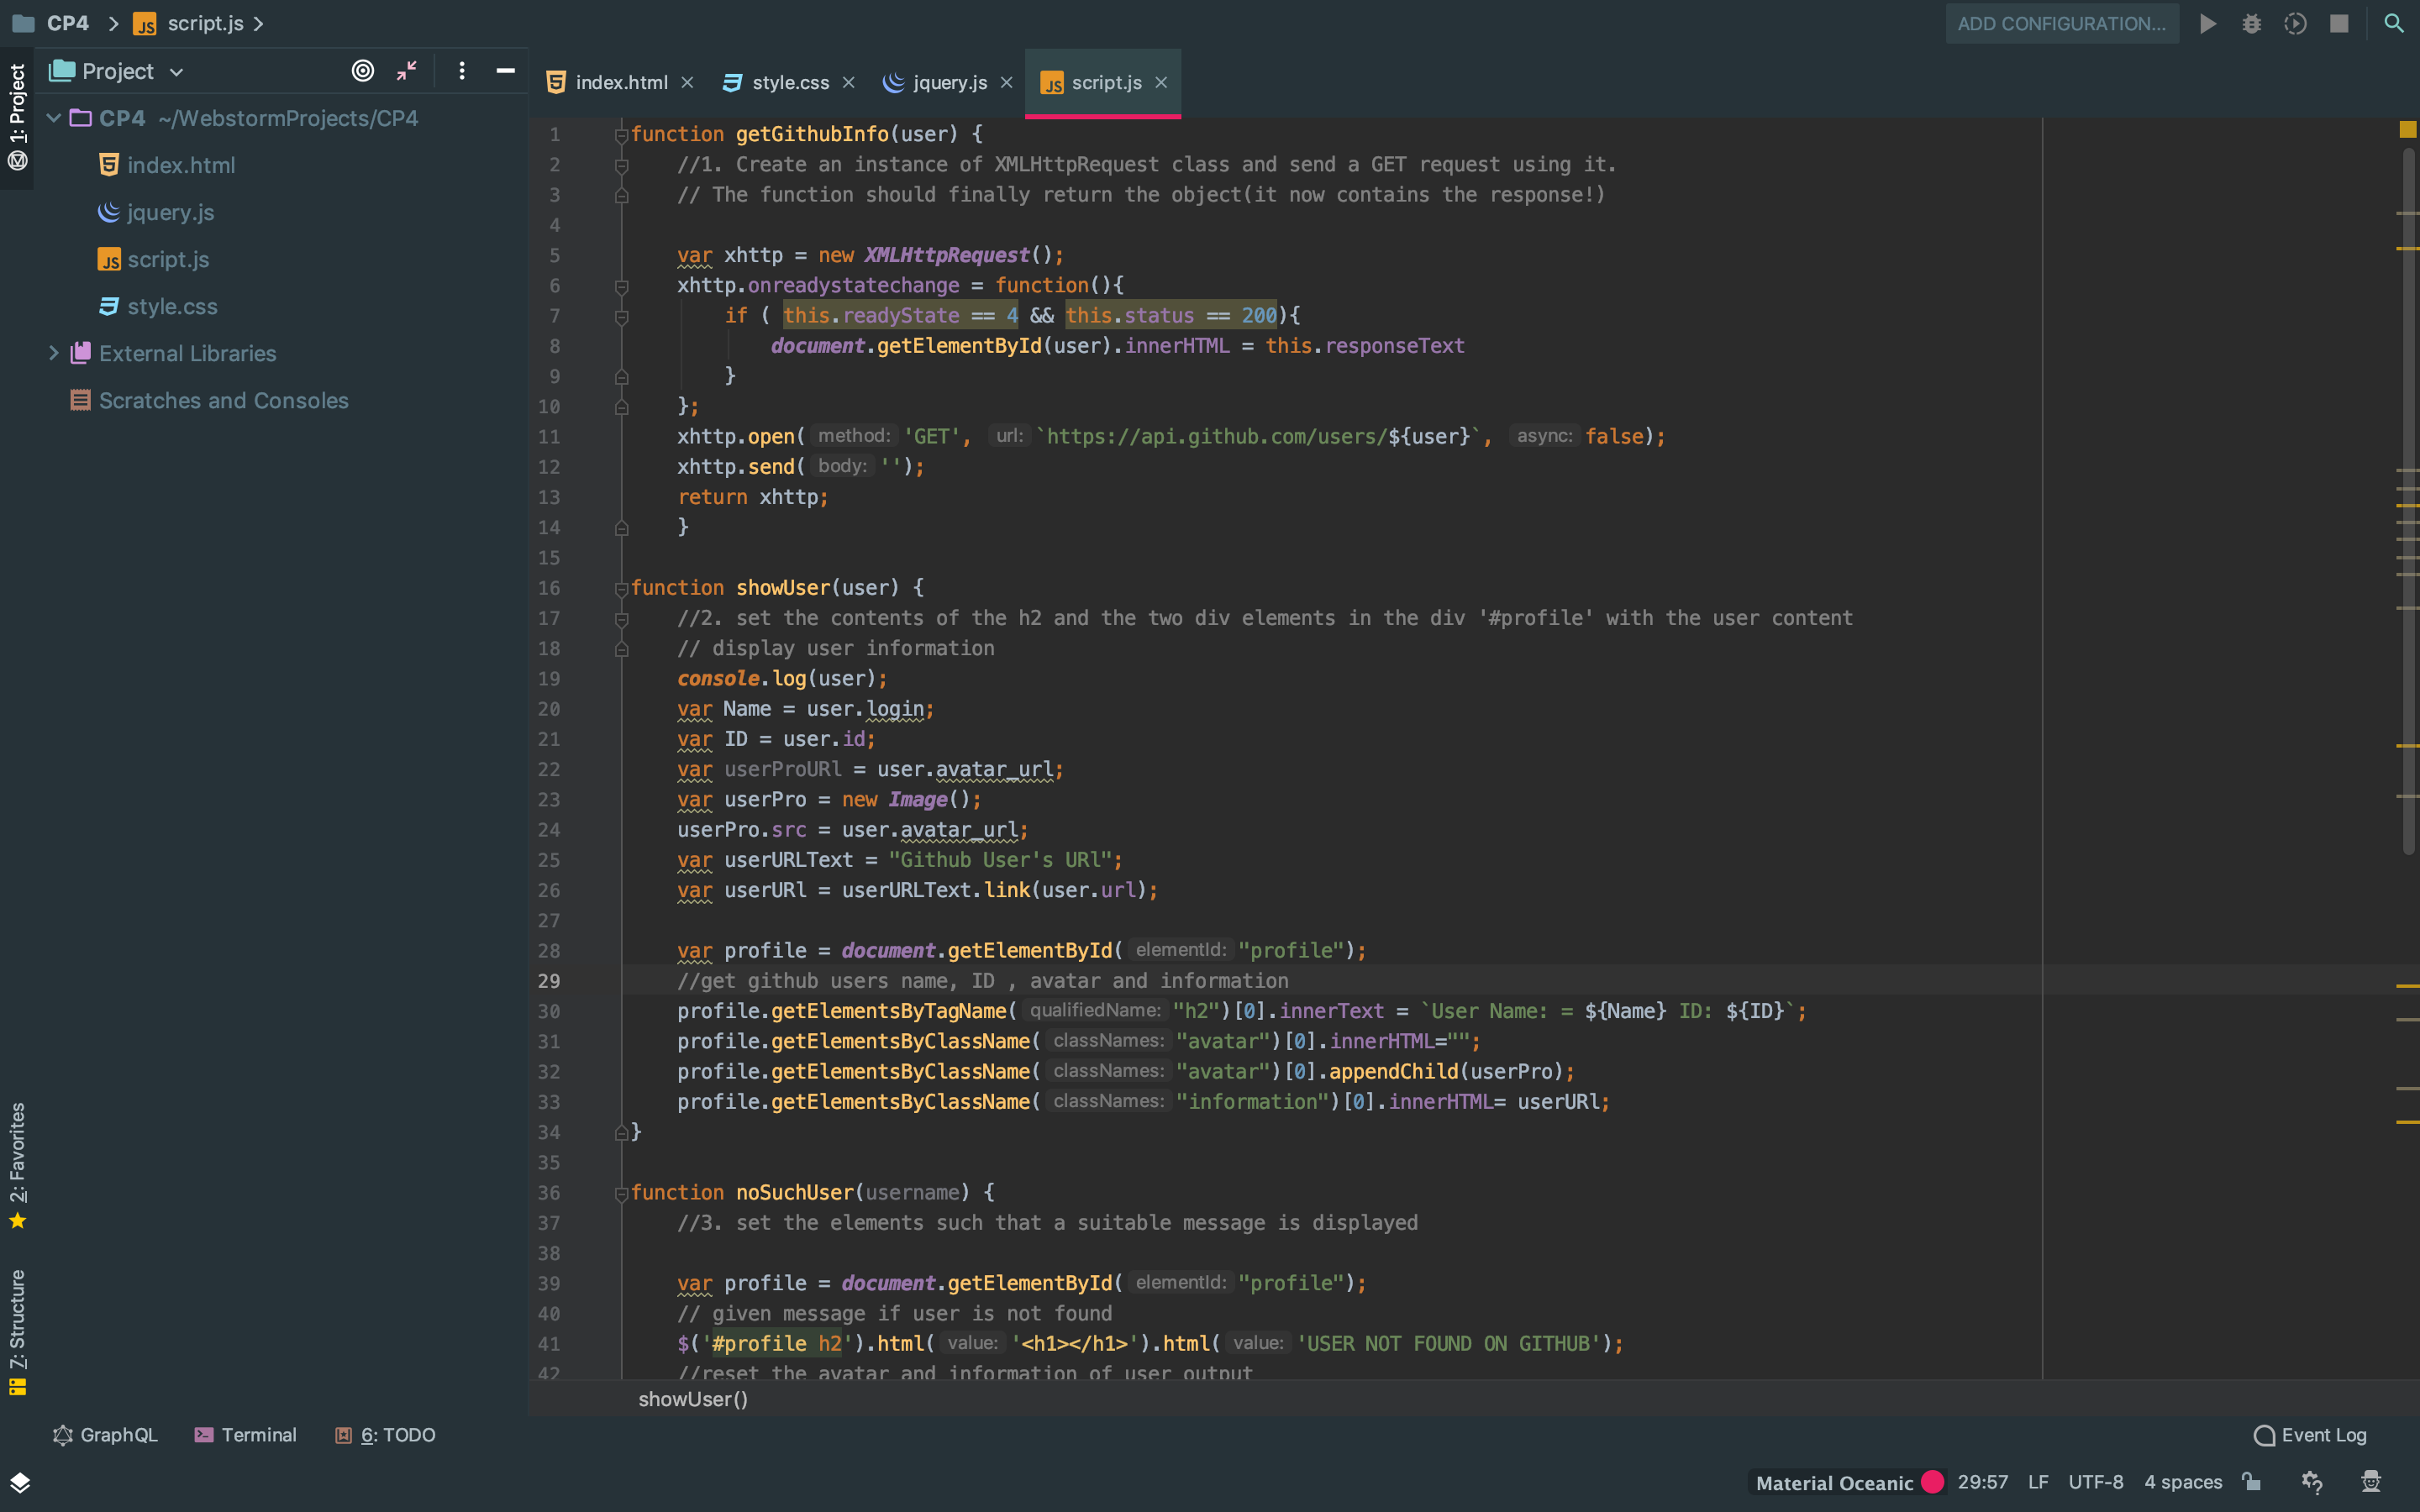 CP4 script.js
ADD CONFIGURATION...
1: Project
Project
CP4 ~/WebstormProjects/CP4
index.html
jquery.js
script.js
style.css
External Libraries
Scratches and Consoles
2: Favorites
7: Structure
index.html style.css jquery.js script.js
1 function getGithubInfo(user) {
2 //1. Create an instance of XMLHttpRequest class and send a GET request using it.
3 // The function should finally return the object(it now contains the response!)
4
5 var xhttp = new XMLHttpRequest();
6 xhttp.onreadystatechange = function(){
7 if ( this.readyState == 4 && this.status == 200){
8 document.getElementById(user).innerHTML = this.responseText
9 }
10 };
11 xhttp.open( method: 'GET', url: `https://api.github.com/users/${user}`, async: false);
12 xhttp.send( body: '');
13 return xhttp;
14 }
15
16 function showUser(user) {
17 //2. set the contents of the h2 and the two div elements in the div '#profile' with the user content
18 // display user information
19 console.log(user);
20 var Name = user.login;
21 var ID = user.id;
22 var userProURl = user.avatar_url;
23 var userPro = new Image();
24 userPro.src = user.avatar_url;
25 var userURLText = "Github User's URl";
26 var userURl = userURLText.link(user.url);
27
28 var profile = document.getElementById( elementId: "profile");
29 //get github users name, ID , avatar and information
30 profile.getElementsByTagName( qualifiedName: "h2")[0].innerText = `User Name: = ${Name} ID: ${ID}`;
31 profile.getElementsByClassName( classNames: "avatar")[0].innerHTML="";
32 profile.getElementsByClassName( classNames: "avatar")[0].appendChild(userPro);
33 profile.getElementsByClassName( classNames: "information")[0].innerHTML= userURl;
34 }
35
36 function noSuchUser(username) {
37 //3. set the elements such that a suitable message is displayed
38
39 var profile = document.getElementById( elementId: "profile");
40 // given message if user is not found
41 $('#profile h2').html( value: '<h1></h1>').html( value: 'USER NOT FOUND ON GITHUB');
42 //reset the avatar and information of user output
showUser()
GraphQL Terminal 6: TODO Event Log
Material Oceanic 29:57 LF UTF-8 4 spaces